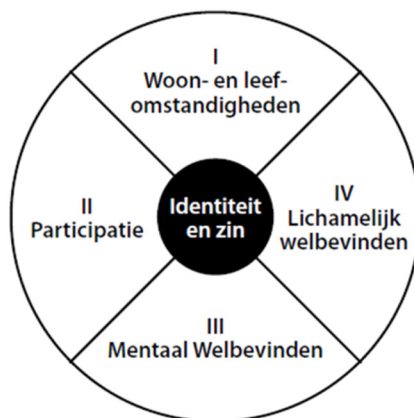 I
Woon- en leef-
omstandigheden
II
Participatie
Identiteit
en zin
IV
Lichamelijk
welbevinden
III
Mentaal Welbevinden